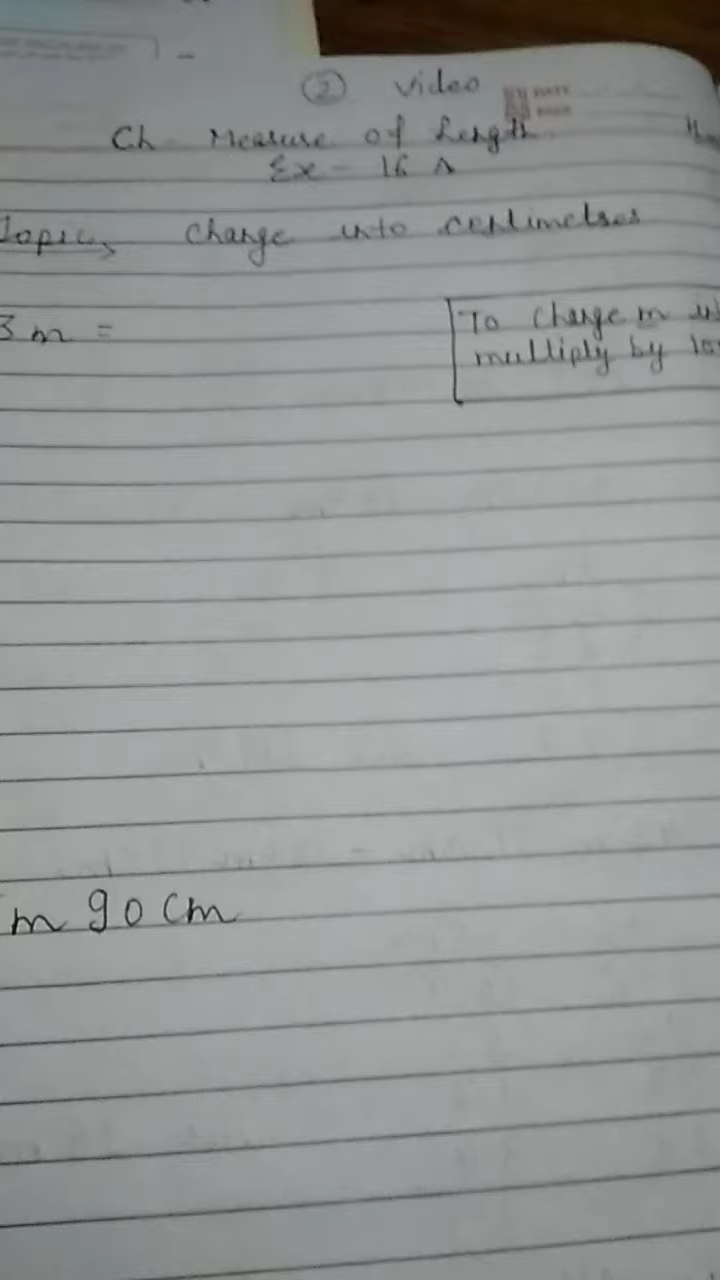 ② Video
Ch Measure of Length
Ex - 16 A
Topic, Change into centimetres
3 m =
To change m
multiply by
m 90 cm